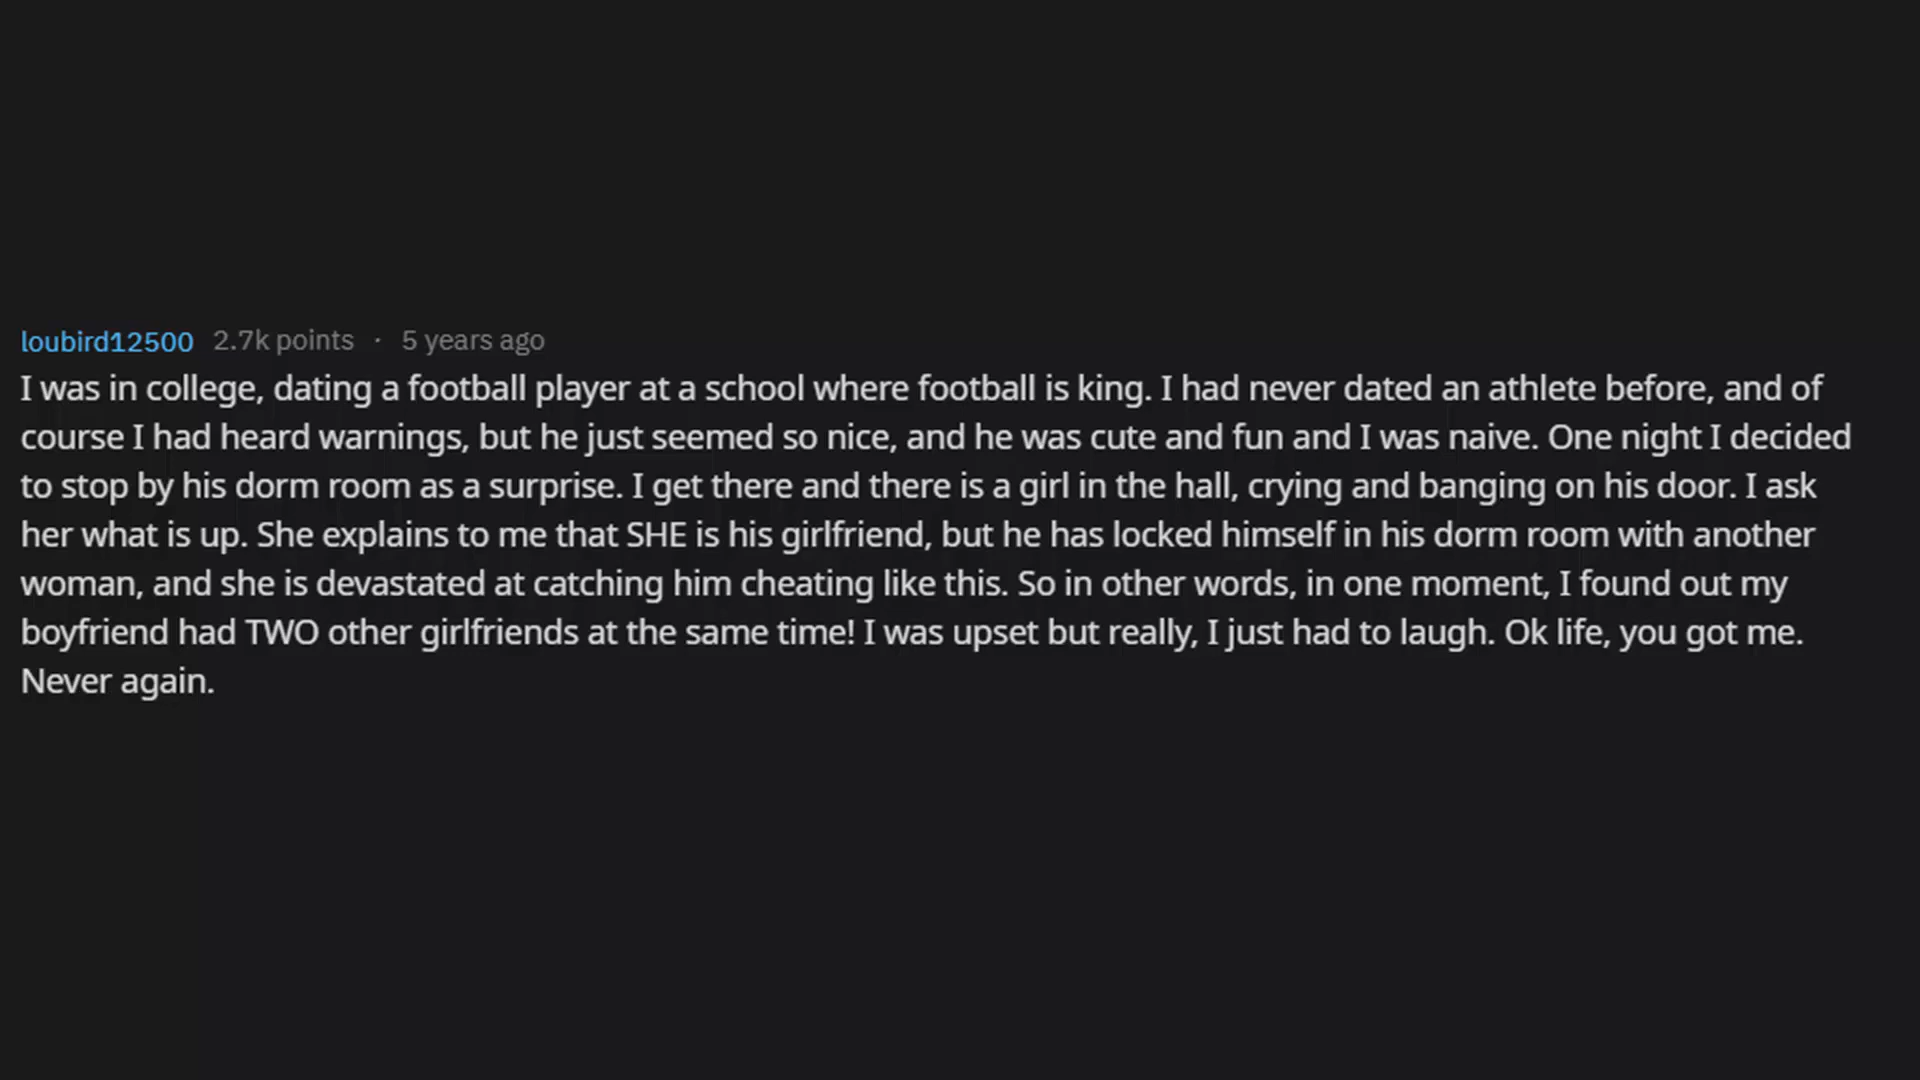 loubird12500 2.7k points · 5 years ago
I was in college, dating a football player at a school where football is king. I had never dated an athlete before, and of
course I had heard warnings, but he just seemed so nice, and he was cute and fun and I was naive. One night I decided
to stop by his dorm room as a surprise. I get there and there is a girl in the hall, crying and banging on his door. I ask
her what is up. She explains to me that SHE is his girlfriend, but he has locked himself in his dorm room with another
woman, and she is devastated at catching him cheating like this. So in other words, in one moment, I found out my
boyfriend had TWO other girlfriends at the same time! I was upset but really, I just had to laugh. Ok life, you got me.
Never again.